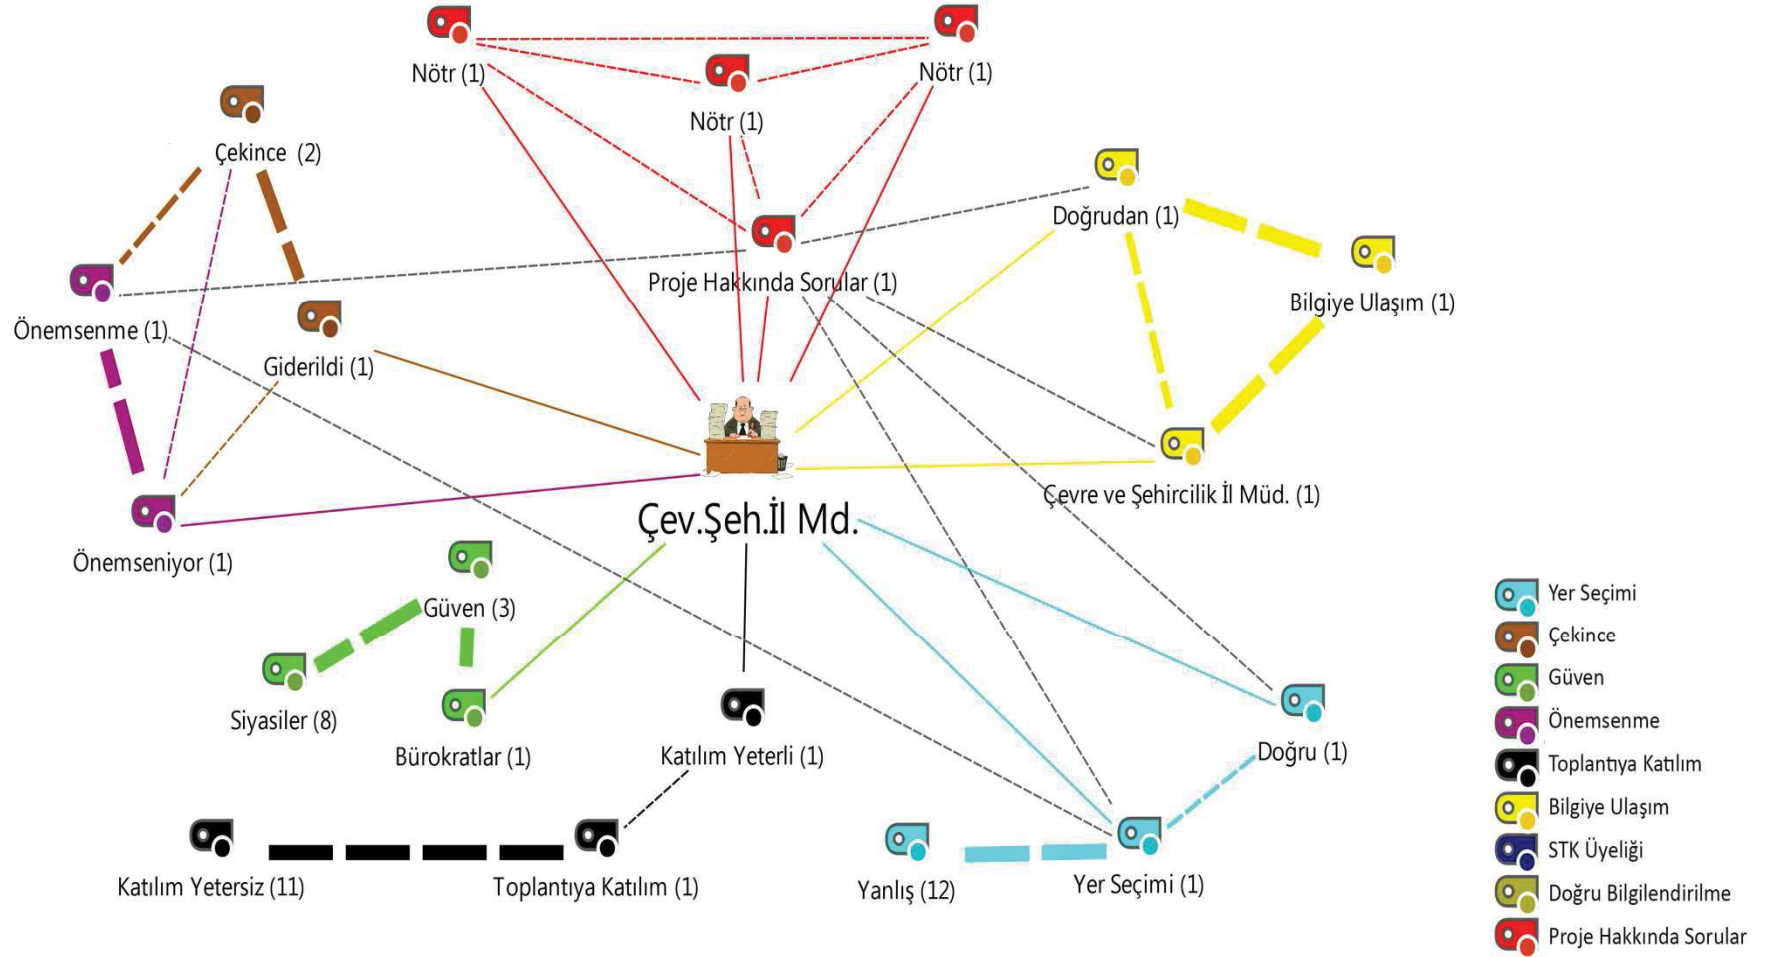 Nötr (1)
Nötr (1)
Nötr (1)
Çekince (2)
Doğrudan (1)
Proje Hakkında Sorular (1)
Bilgiye Ulaşım (1)
Önemsenme (1)
Giderildi (1)
Çevre ve Şehircilik İl Müd. (1)
Çev.Şeh.İl Md.
Önemseniyor (1)
Güven (3)
Siyasiler (8)
Bürokratlar (1)
Katılım Yeterli (1)
Doğru (1)
Katılım Yetersiz (11)
Toplantıya Katılım (1)
Yanlış (12)
Yer Seçimi (1)
Yer Seçimi
Çekince
Güven
Önemsenme
Toplantıya Katılım
Bilgiye Ulaşım
STK Üyeliği
Doğru Bilgilendirilme
Proje Hakkında Sorular